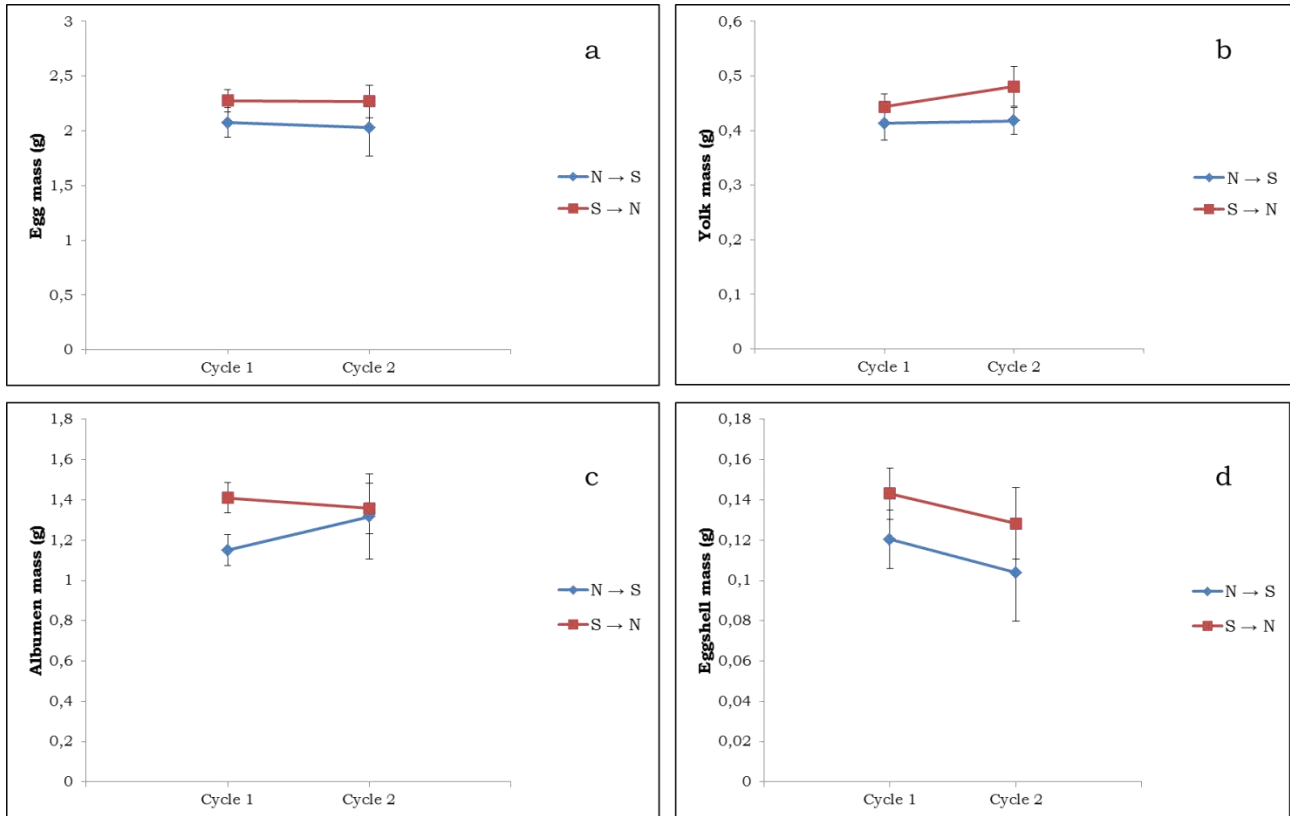 a
Egg mass (g)
3
2,5
2
1,5
1
0,5
0
Cycle 1 Cycle 2
N → S
S → N
b
Yolk mass (g)
0,6
0,5
0,4
0,3
0,2
0,1
0
Cycle 1 Cycle 2
N → S
S → N
c
Albumen mass (g)
1,8
1,6
1,4
1,2
1
0,8
0,6
0,4
0,2
0
Cycle 1 Cycle 2
N → S
S → N
d
Eggshell mass (g)
0,18
0,16
0,14
0,12
0,1
0,08
0,06
0,04
0,02
0
Cycle 1 Cycle 2
N → S
S → N